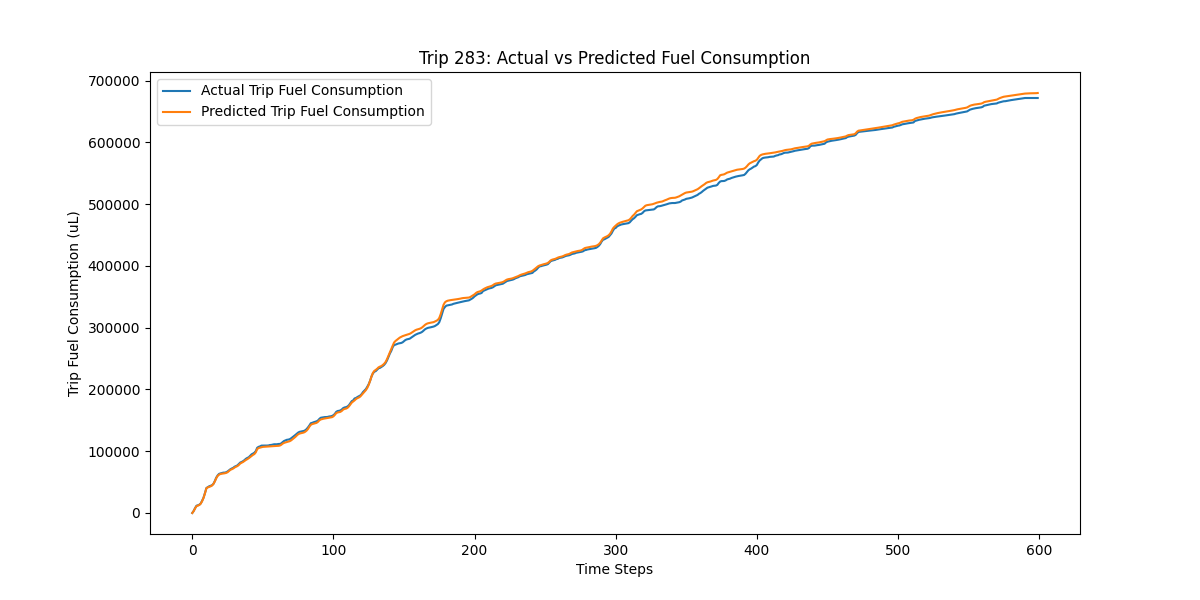 Trip 283: Actual vs Predicted Fuel Consumption
Actual Trip Fuel Consumption
Predicted Trip Fuel Consumption
Trip Fuel Consumption (uL)
700000
600000
500000
400000
300000
200000
100000
0
0 100 200 300 400 500 600
Time Steps